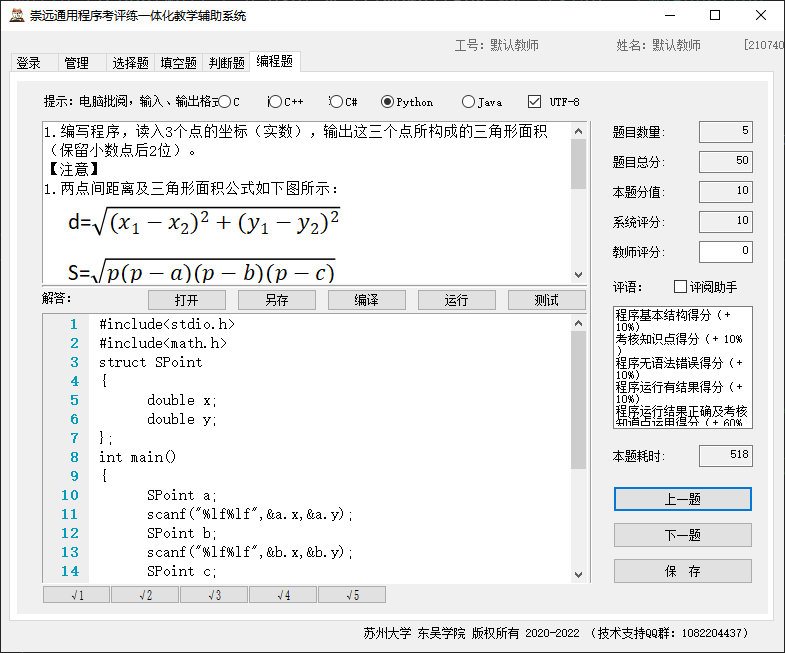 崇远通用程序考评练一体化教学辅助系统
工号：默认教师 姓名：默认教师 [210740
登录 管理 选择题 填空题 判断题 编程题
提示：电脑批阅，输入、输出格式 C C++ C# Python Java UTF-8
1.编写程序，读入3个点的坐标（实数），输出这三个点所构成的三角形面积
（保留小数点后2位）。
【注意】
1.两点间距离及三角形面积公式如下图所示：
d=√(x₁ − x₂)² + (y₁ − y₂)²
S=√p(p − a)(p − b)(p − c)
题目数量： 5
题目总分： 50
本题分值： 10
系统评分： 10
教师评分： 0
评语： 评阅助手
程序基本结构得分（+
10%）
考核知识点得分（+ 10%
）
程序无语法错误得分（+
10%）
程序运行有结果得分（+
10%）
程序运行结果正确及考核
知识点运用得分（+ 60%
本题耗时： 518
上一题
下一题
保 存
解答： 打开 另存 编译 运行 测试
1 #include<stdio.h>
2 #include<math.h>
3 struct SPoint
4 {
5 double x;
6 double y;
7 };
8 int main()
9 {
10 SPoint a;
11 scanf("%lf%lf",&a.x,&a.y);
12 SPoint b;
13 scanf("%lf%lf",&b.x,&b.y);
14 SPoint c;
√1 √2 √3 √4 √5
苏州大学 东吴学院 版权所有 2020-2022 （技术支持QQ群：1082204437）